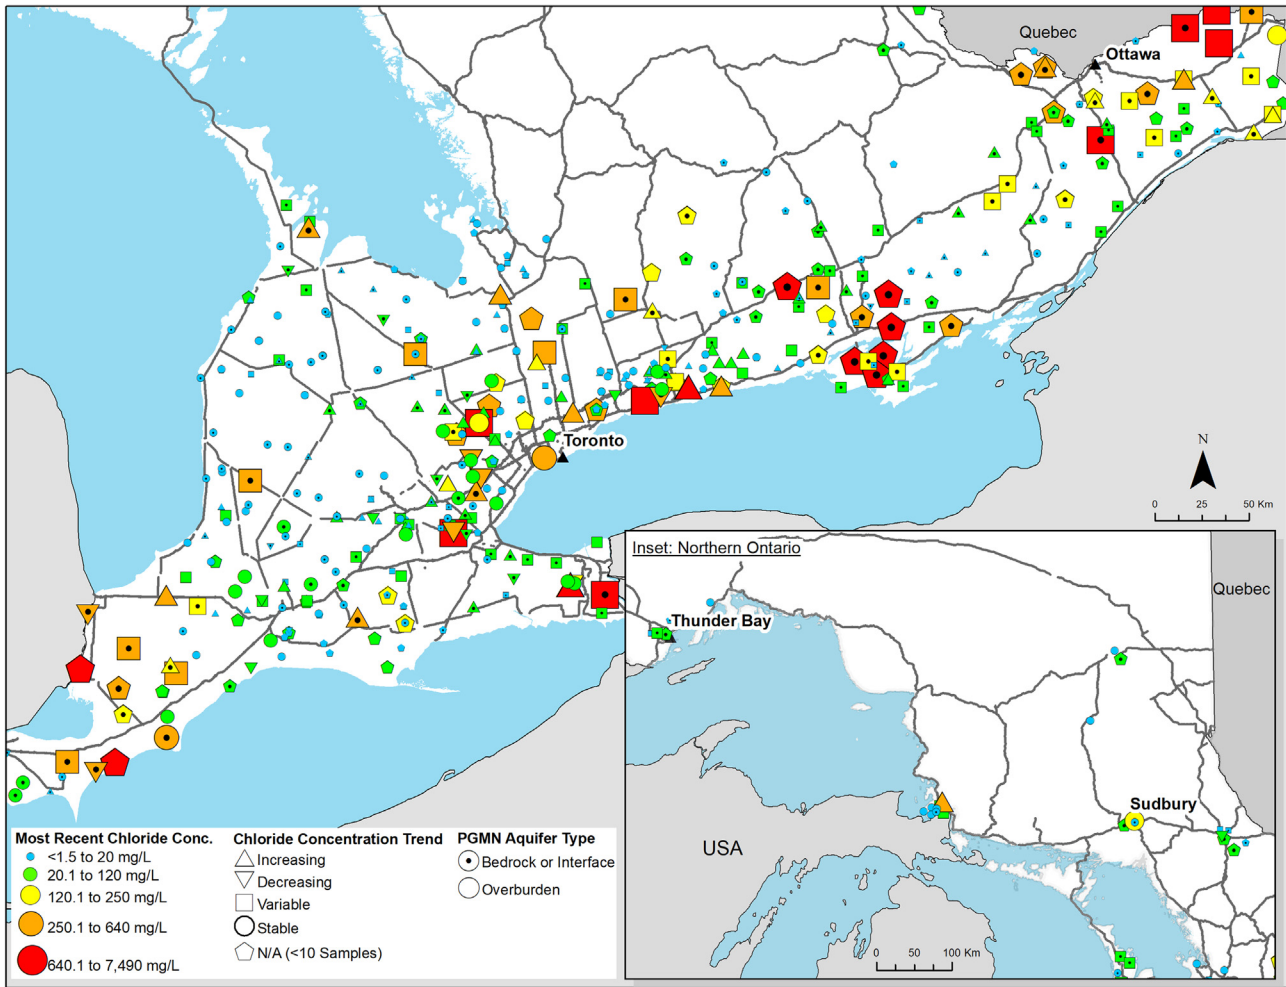 Quebec
Ottawa
Toronto
N
0 25 50 Km
Inset: Northern Ontario
Quebec
Thunder Bay
Sudbury
USA
0 50 100 Km
Most Recent Chloride Conc.
<1.5 to 20 mg/L
20.1 to 120 mg/L
120.1 to 250 mg/L
250.1 to 640 mg/L
640.1 to 7,490 mg/L
Chloride Concentration Trend
Increasing
Decreasing
Variable
Stable
N/A (<10 Samples)
PGMN Aquifer Type
Bedrock or Interface
Overburden